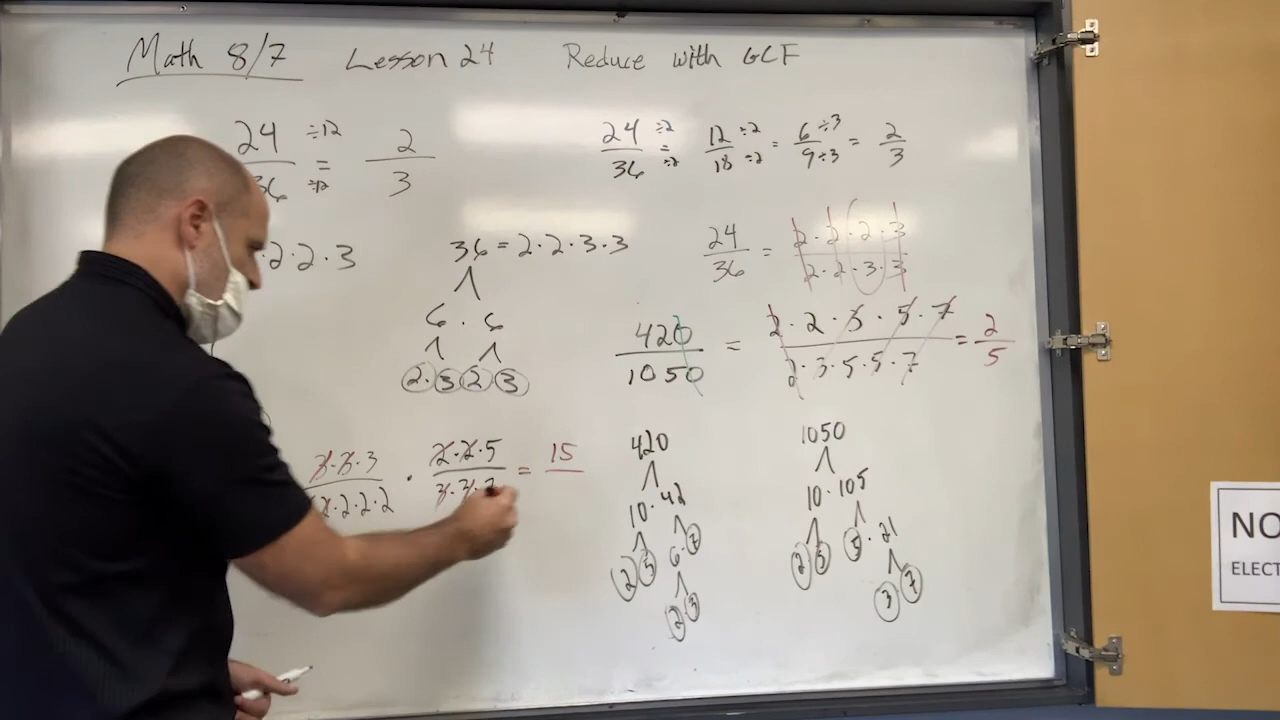 Math 8/7 Lesson 24 Reduce with GCF
24 ÷12 = 2
36 ÷12 3
24 ÷2 = 12 ÷2 = 6 ÷3 = 2
36 ÷2 18 ÷2 9 ÷3 3
·2·2·3
36 = 2·2·3·3
6 · 6
2·3 2 3
24 = 2·2·2·3
36 2·2·3·3
420 = 2·2·3·5·7 = 2
1050 2·3·5·5·7 5
3·3·3 · 2·2·5 = 15
2·2·2 3·3·
420
10·42
2 5 6·7
2 3
1050
10·105
2 5 5·21
3 7
NO
ELECT